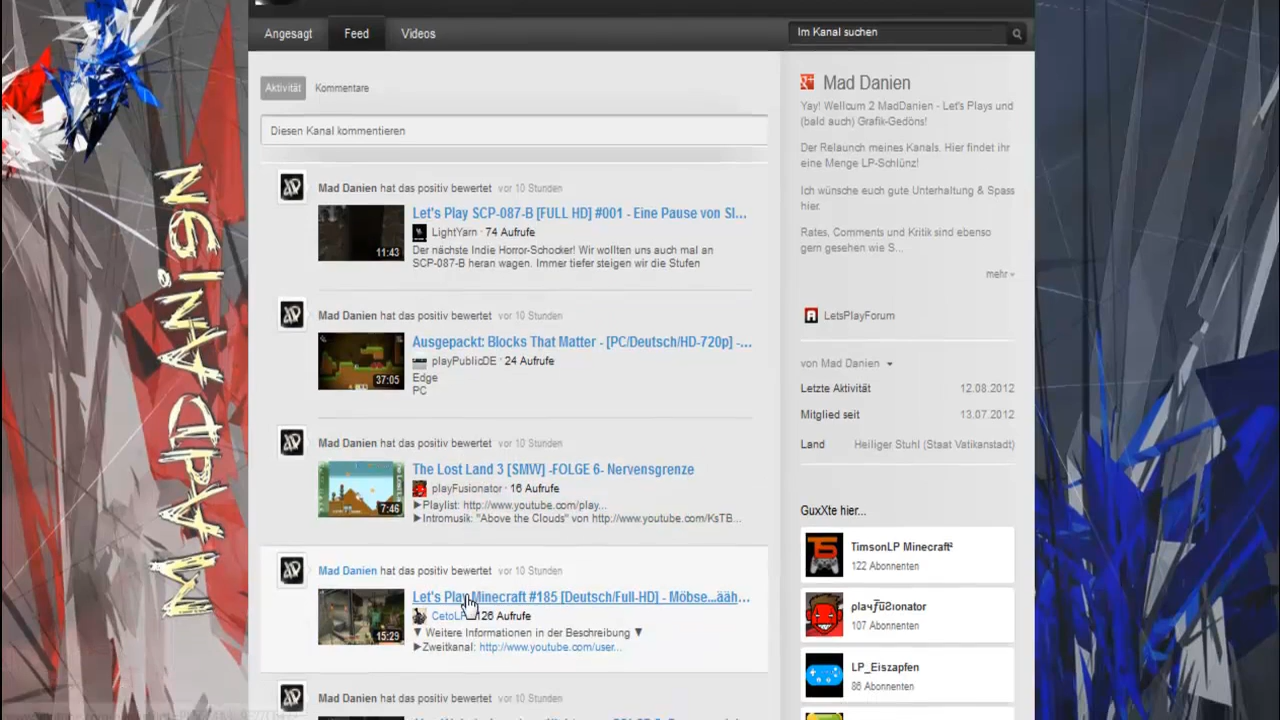 Angesagt Feed Videos Im Kanal suchen
MAD DANiGN
Aktivität Kommentare
Diesen Kanal kommentieren
Mad Danien hat das positiv bewertet vor 10 Stunden
Let's Play SCP-087-B [FULL HD] #001 - Eine Pause von Sl...
LightYarn · 74 Aufrufe
11:43
Der nächste Indie Horror-Schocker! Wir wollten uns auch mal an
SCP-087-B heran wagen. Immer tiefer steigen wir die Stufen
Mad Danien hat das positiv bewertet vor 10 Stunden
Ausgepackt: Blocks That Matter - [PC/Deutsch/HD-720p] -...
playPublicDE · 24 Aufrufe
37:05
Edge
PC
Mad Danien hat das positiv bewertet vor 10 Stunden
The Lost Land 3 [SMW] -FOLGE 6- Nervensgrenze
playFusionator · 16 Aufrufe
7:46
►Playlist: http://www.youtube.com/play...
►Intromusik: "Above the Clouds" von http://www.youtube.com/KsTB...
Mad Danien hat das positiv bewertet vor 10 Stunden
Let's Play Minecraft #185 [Deutsch/Full-HD] - Möbse...ääh...
26 Aufrufe
15:29
▼ Weitere Informationen in der Beschreibung ▼
►Zweitkanal: http://www.youtube.com/user...
Mad Danien hat das positiv bewertet vor 10 Stunden
Mad Danien
Yay! Wellcum 2 MadDanien - Let's Plays und
(bald auch) Grafik-Gedöns!
Der Relaunch meines Kanals. Hier findet ihr
eine Menge LP-Schlünz!
Ich wünsche euch gute Unterhaltung & Spass
hier.
Rates, Comments und Kritik sind ebenso
gern gesehen wie S...
mehr
LetsPlayForum
von Mad Danien
Letzte Aktivität 12.08.2012
Mitglied seit 13.07.2012
Land Heiliger Stuhl (Staat Vatikanstadt)
GuxXte hier...
TimsonLP Minecraft²
122 Abonnenten
107 Abonnenten
LP_Eiszapfen
86 Abonnenten